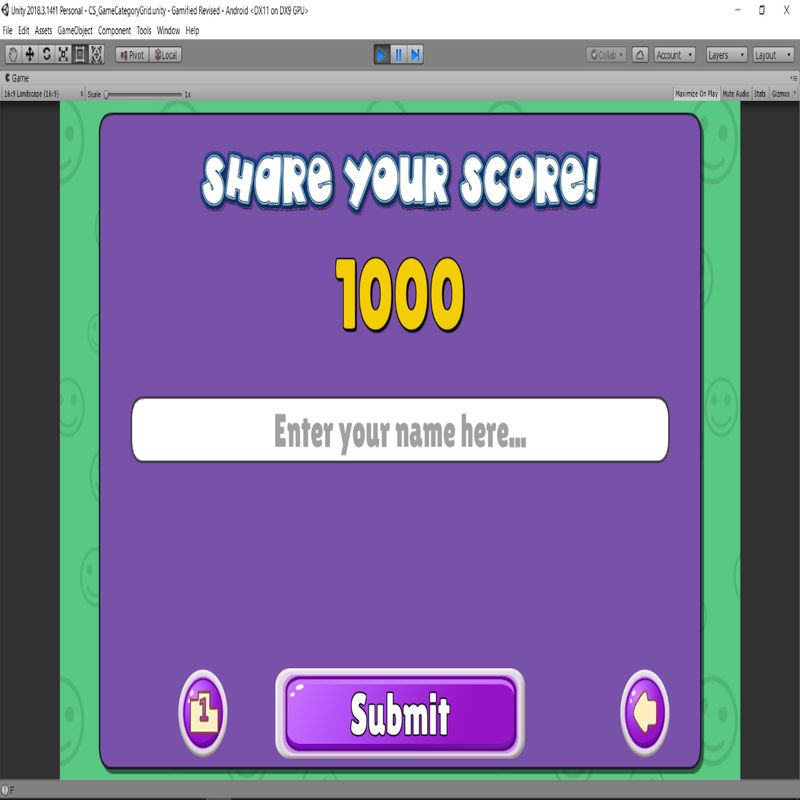 Unity 2018.3.14f1 Personal - CS_GameCategoryGrid.unity - Gamified Revised - Android <DX11 on DX9 GPU>
File Edit Assets GameObject Component Tools Window Help
Pivot Local Collab Account Layers Layout
Game
16:9 Landscape (16:9) Scale 1x Maximize On Play Mute Audio Stats Gizmos
SHARE YOUR SCORE!
1000
Enter your name here...
1
Submit
F